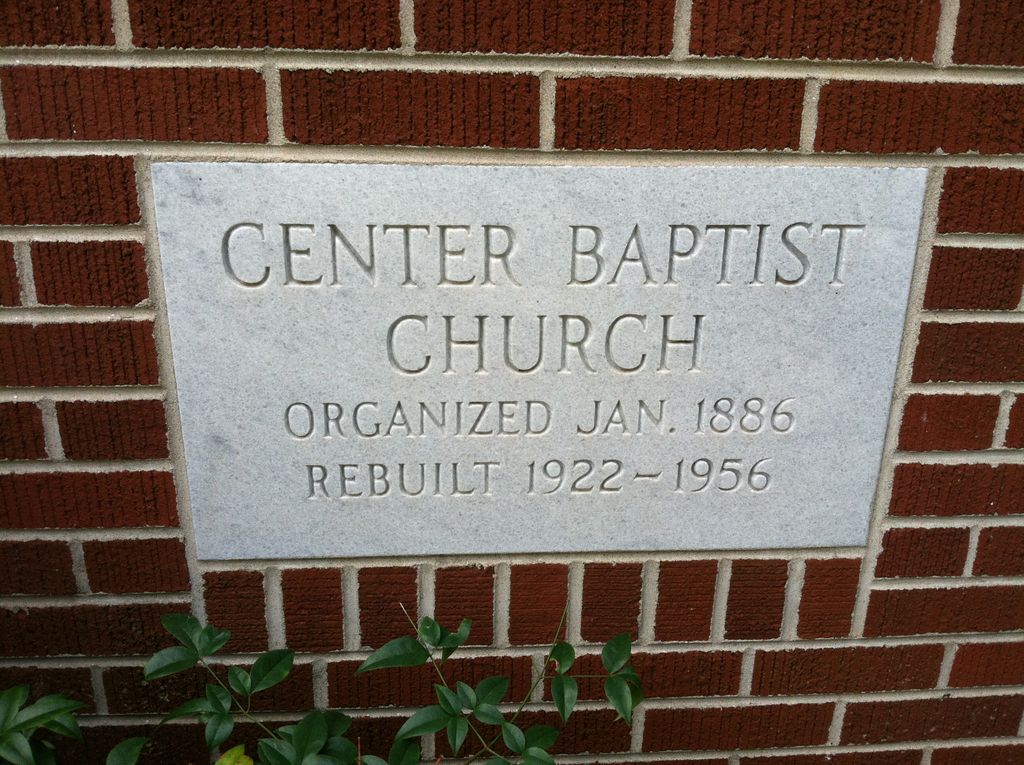 CENTER BAPTIST
CHURCH
ORGANIZED JAN. 1886
REBUILT 1922-1956